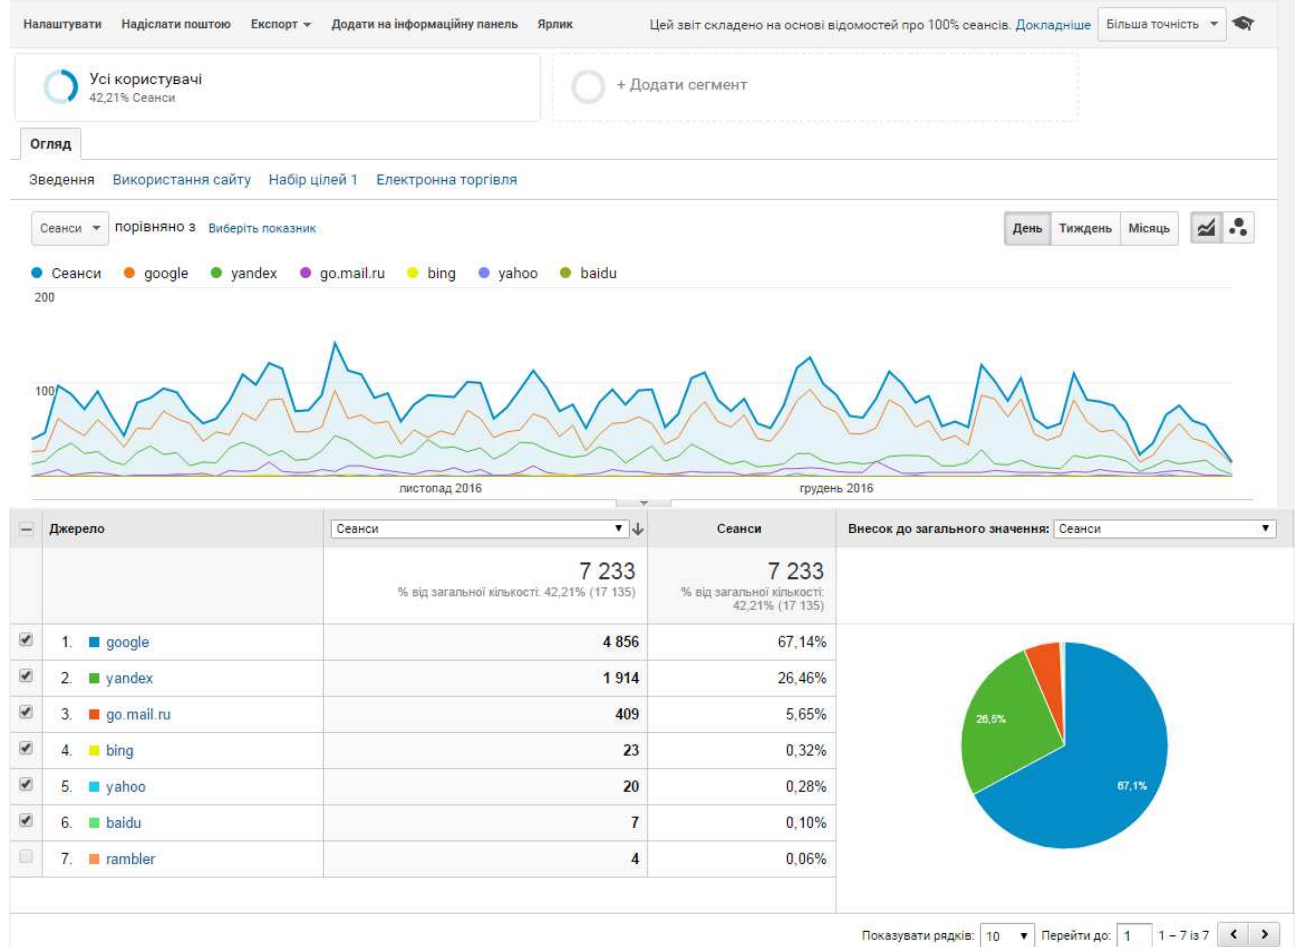 Налаштувати Надіслати поштою Експорт Додати на інформаційну панель Ярлик Цей звіт складено на основі відомостей про 100% сеансів. Докладніше Більша точність
Усі користувачі
42,21% Сеанси
+ Додати сегмент
Огляд
Зведення Використання сайту Набір цілей 1 Електронна торгівля
Сеанси порівняно з Виберіть показник День Тиждень Місяць
Сеанси google yandex go.mail.ru bing yahoo baidu
200
100
листопад 2016 грудень 2016
Джерело Сеанси Сеанси Внесок до загального значення: Сеанси
7 233 7 233
% від загальної кількості: 42,21% (17 135) % від загальної кількості:
42,21% (17 135)
1. google 4 856 67,14%
2. yandex 1 914 26,46%
3. go.mail.ru 409 5,65%
4. bing 23 0,32%
5. yahoo 20 0,28%
6. baidu 7 0,10%
7. rambler 4 0,06%
26,5%
67,1%
Показувати рядків: 10 Перейти до: 1 1 – 7 із 7